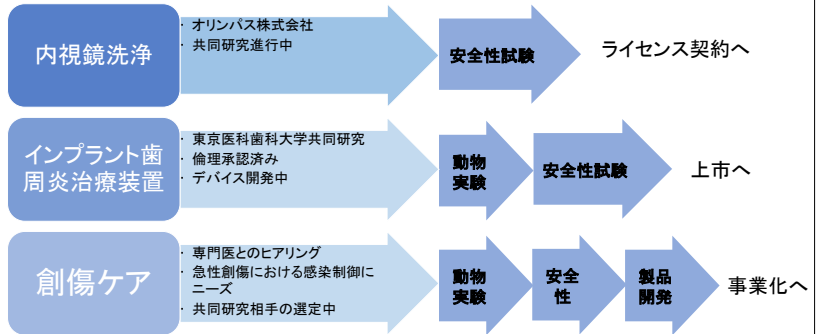 内視鏡洗浄
· オリンパス株式会社
· 共同研究進行中
安全性試験
ライセンス契約へ
インプラント歯
周炎治療装置
· 東京医科歯科大学共同研究
· 倫理承認済み
· デバイス開発中
動物
実験
安全性試験
上市へ
創傷ケア
· 専門医とのヒアリング
· 急性創傷における感染制御に
ニーズ
· 共同研究相手の選定中
動物
実験
安全
性
製品
開発
事業化へ